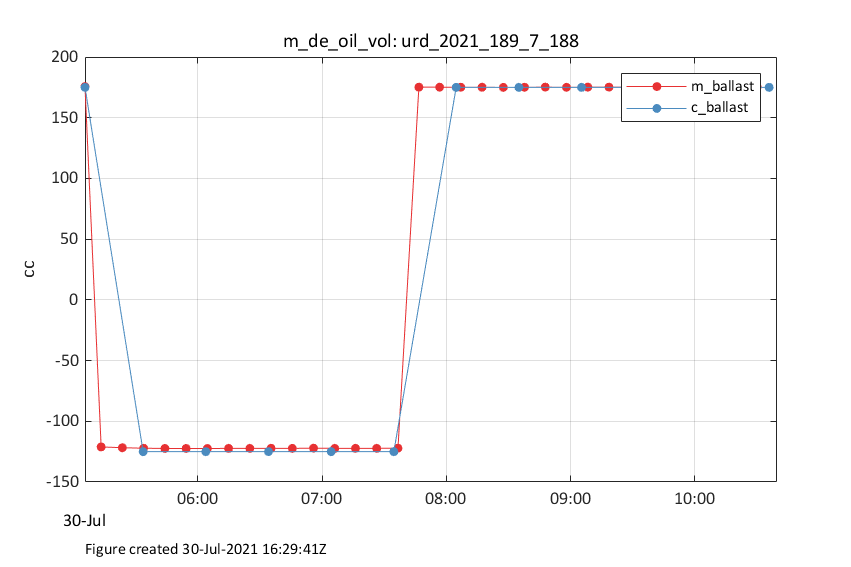 m_de_oil_vol: urd_2021_189_7_188
200
150
100
50
0
-50
-100
-150
cc
m_ballast
c_ballast
06:00 07:00 08:00 09:00 10:00
30-Jul
Figure created 30-Jul-2021 16:29:41Z